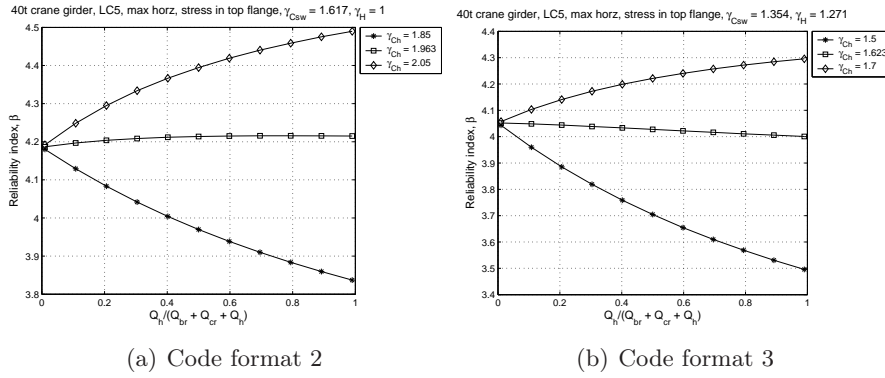 40t crane girder, LC5, max horz, stress in top flange, γCsw = 1.617, γH = 1
4.5
4.4
4.3
4.2
4.1
4
3.9
3.8
Reliability index, β
0 0.2 0.4 0.6 0.8 1
Qh/(Qbr + Qcr + Qh)
γCh = 1.85
γCh = 1.963
γCh = 2.05
(a) Code format 2
40t crane girder, LC5, max horz, stress in top flange, γCsw = 1.354, γH = 1.271
4.4
4.3
4.2
4.1
4
3.9
3.8
3.7
3.6
3.5
3.4
Reliability index, β
0 0.2 0.4 0.6 0.8 1
Qh/(Qbr + Qcr + Qh)
γCh = 1.5
γCh = 1.623
γCh = 1.7
(b) Code format 3